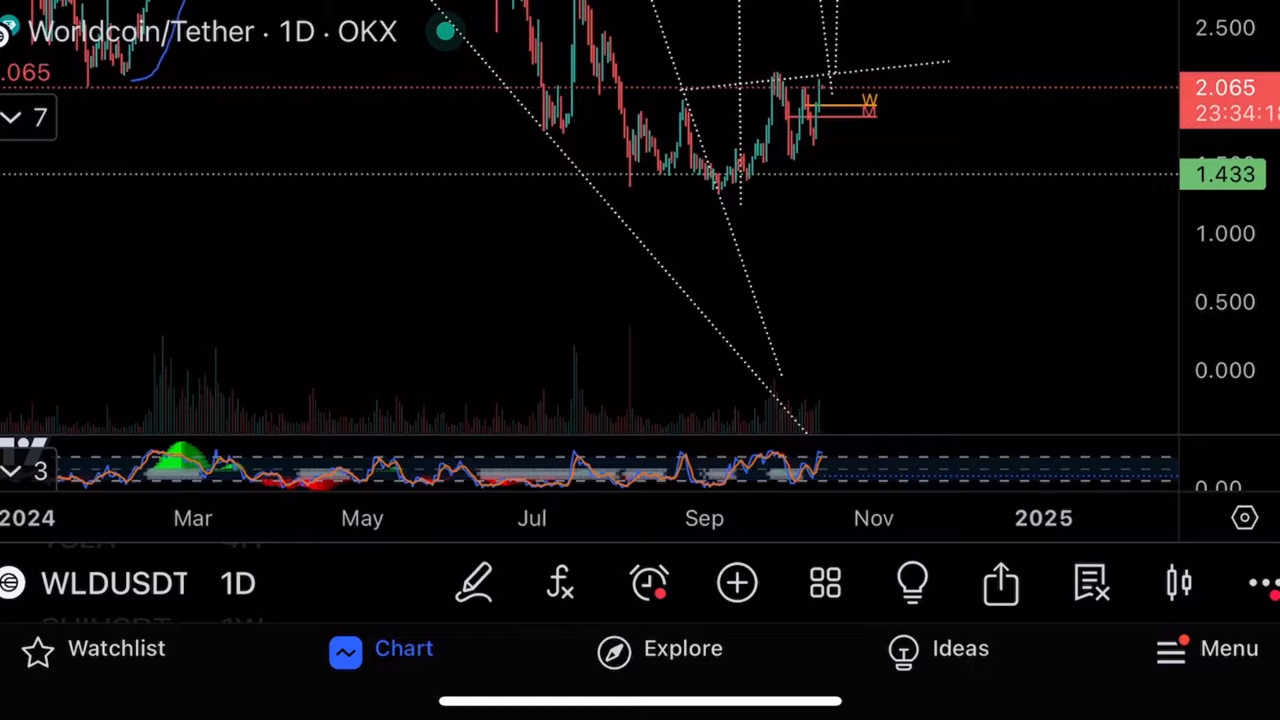 Worldcoin/Tether · 1D · OKX
2.500
.065
2.065
23:34:18
7
W
M
1.433
1.000
0.500
0.000
3
0.00
2024 Mar May Jul Sep Nov 2025
WLDUSDT 1D
Watchlist Chart Explore Ideas Menu